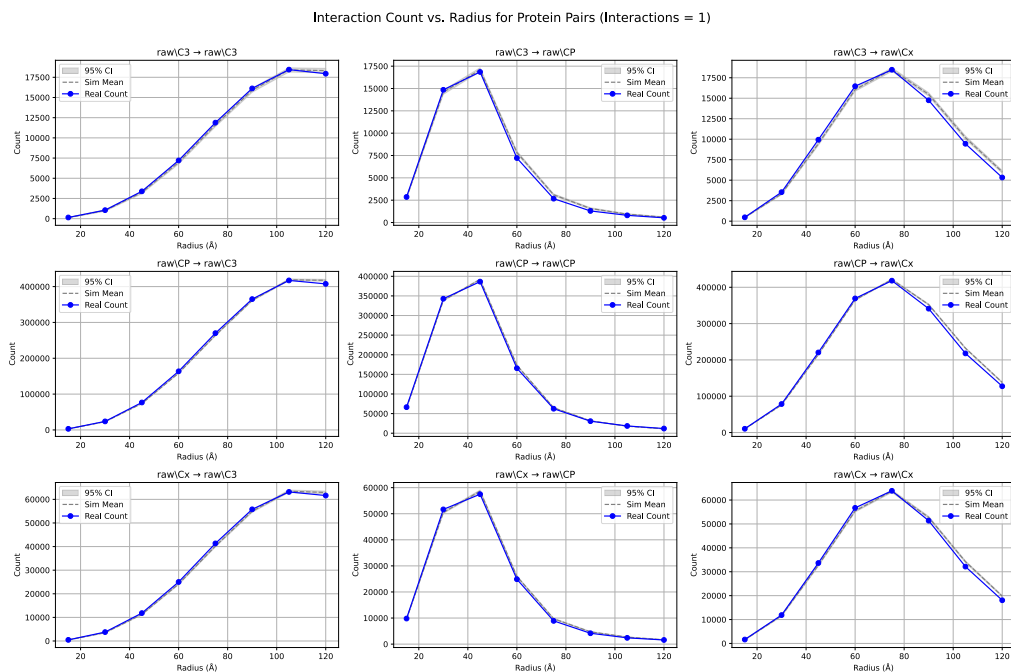 Interaction Count vs. Radius for Protein Pairs (Interactions = 1)
raw\C3 → raw\C3
95% CI
Sim Mean
Real Count
Count
17500
15000
12500
10000
7500
5000
2500
0
20
40
60
80
100
120
Radius (Å)
raw\C3 → raw\CP
95% CI
Sim Mean
Real Count
Count
17500
15000
12500
10000
7500
5000
2500
0
20
40
60
80
100
120
Radius (Å)
raw\C3 → raw\Cx
95% CI
Sim Mean
Real Count
Count
17500
15000
12500
10000
7500
5000
2500
0
20
40
60
80
100
120
Radius (Å)
raw\CP → raw\C3
95% CI
Sim Mean
Real Count
Count
400000
300000
200000
100000
0
20
40
60
80
100
120
Radius (Å)
raw\CP → raw\CP
95% CI
Sim Mean
Real Count
Count
400000
350000
300000
250000
200000
150000
100000
50000
0
20
40
60
80
100
120
Radius (Å)
raw\CP → raw\Cx
95% CI
Sim Mean
Real Count
Count
400000
300000
200000
100000
0
20
40
60
80
100
120
Radius (Å)
raw\Cx → raw\C3
95% CI
Sim Mean
Real Count
Count
60000
50000
40000
30000
20000
10000
0
20
40
60
80
100
120
Radius (Å)
raw\Cx → raw\CP
95% CI
Sim Mean
Real Count
Count
60000
50000
40000
30000
20000
10000
0
20
40
60
80
100
120
Radius (Å)
raw\Cx → raw\Cx
95% CI
Sim Mean
Real Count
Count
60000
50000
40000
30000
20000
10000
0
20
40
60
80
100
120
Radius (Å)